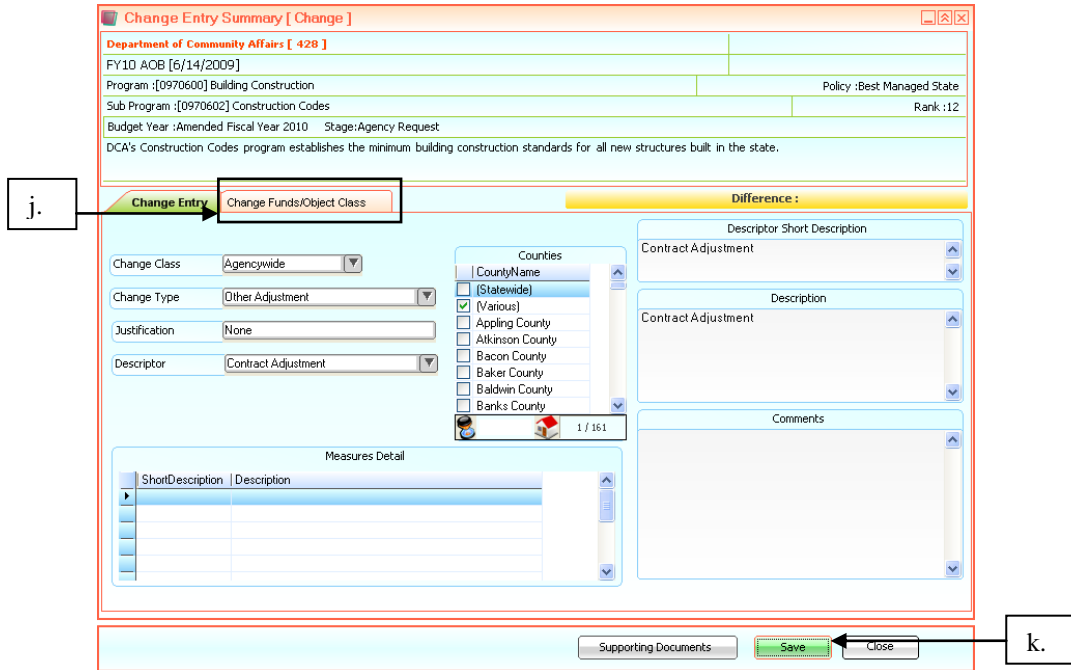 Change Entry Summary [ Change ]
Department of Community Affairs [ 428 ]
FY10 AOB [6/14/2009]
Program :[0970600] Building Construction
Policy :Best Managed State
Sub Program :[0970602] Construction Codes
Rank :12
Budget Year :Amended Fiscal Year 2010 Stage:Agency Request
DCA's Construction Codes program establishes the minimum building construction standards for all new structures built in the state.
j.
Change Entry
Change Funds/Object Class
Difference :
Change Class
Agencywide
Change Type
Other Adjustment
Justification
None
Descriptor
Contract Adjustment
Counties
CountyName
(Statewide)
(Various)
Appling County
Atkinson County
Bacon County
Baker County
Baldwin County
Banks County
1 / 161
Descriptor Short Description
Contract Adjustment
Description
Contract Adjustment
Comments
Measures Detail
ShortDescription Description
Supporting Documents
Save
Close
k.